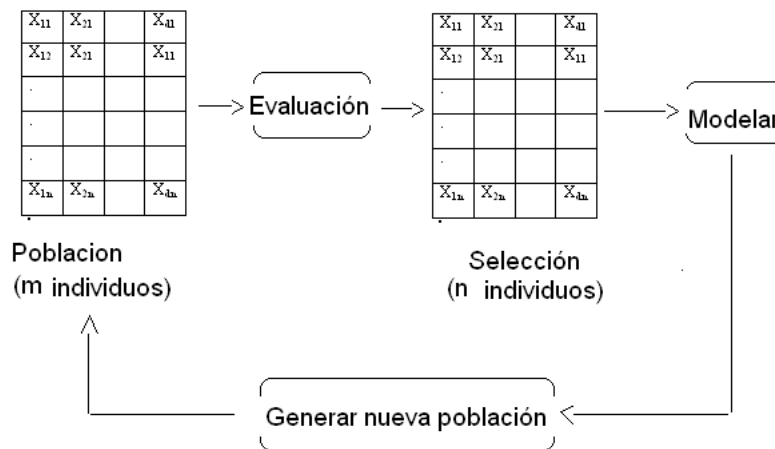 X11 X21 Xd1
X12 X21 X11
.
.
.
X1n X2n Xdn
.
Poblacion
(m individuos)
Evaluación
X11 X21 Xd1
X12 X21 X11
.
.
.
X1n X2n Xdn
.
Selección
(n individuos)
Modelar
Generar nueva población